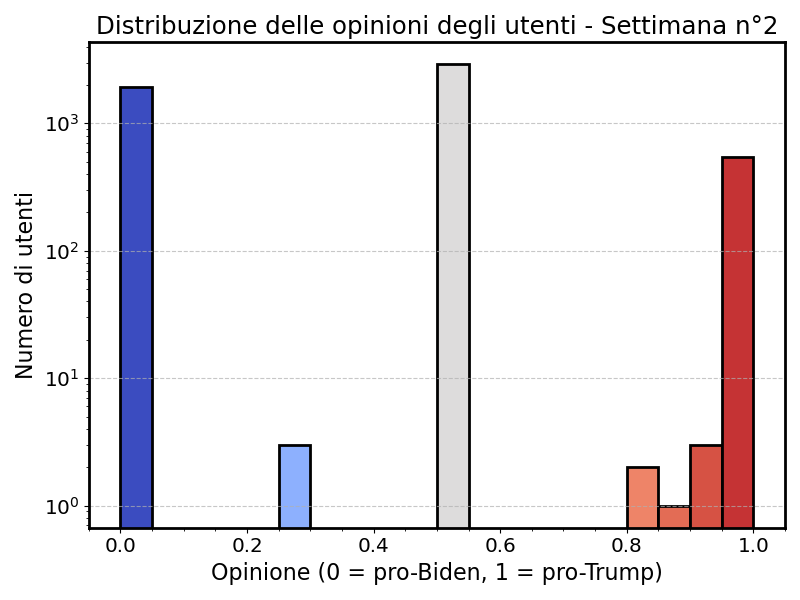 Distribuzione delle opinioni degli utenti - Settimana n°2
Numero di utenti
10³
10²
10¹
10⁰
0.0 0.2 0.4 0.6 0.8 1.0
Opinione (0 = pro-Biden, 1 = pro-Trump)